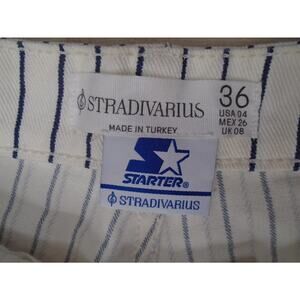 STRADIVARIUS
MADE IN TURKEY
36
USA 04
MEX 26
UK 08
STARTER®
STRADIVARIUS